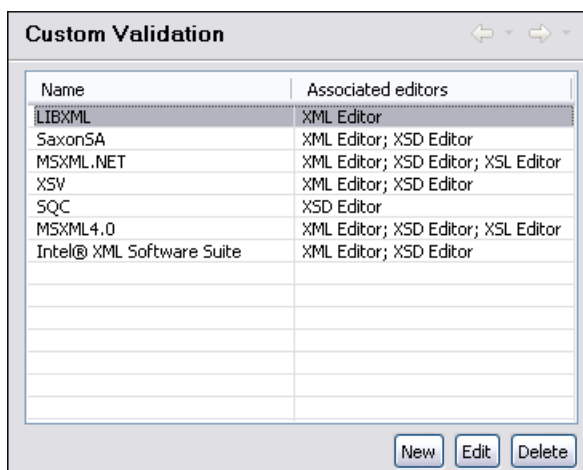 Custom Validation
Name Associated editors
LIBXML XML Editor
SaxonSA XML Editor; XSD Editor
MSXML.NET XML Editor; XSD Editor; XSL Editor
XSV XML Editor; XSD Editor
SQC XSD Editor
MSXML4.0 XML Editor; XSD Editor; XSL Editor
Intel® XML Software Suite XML Editor; XSD Editor
New Edit Delete